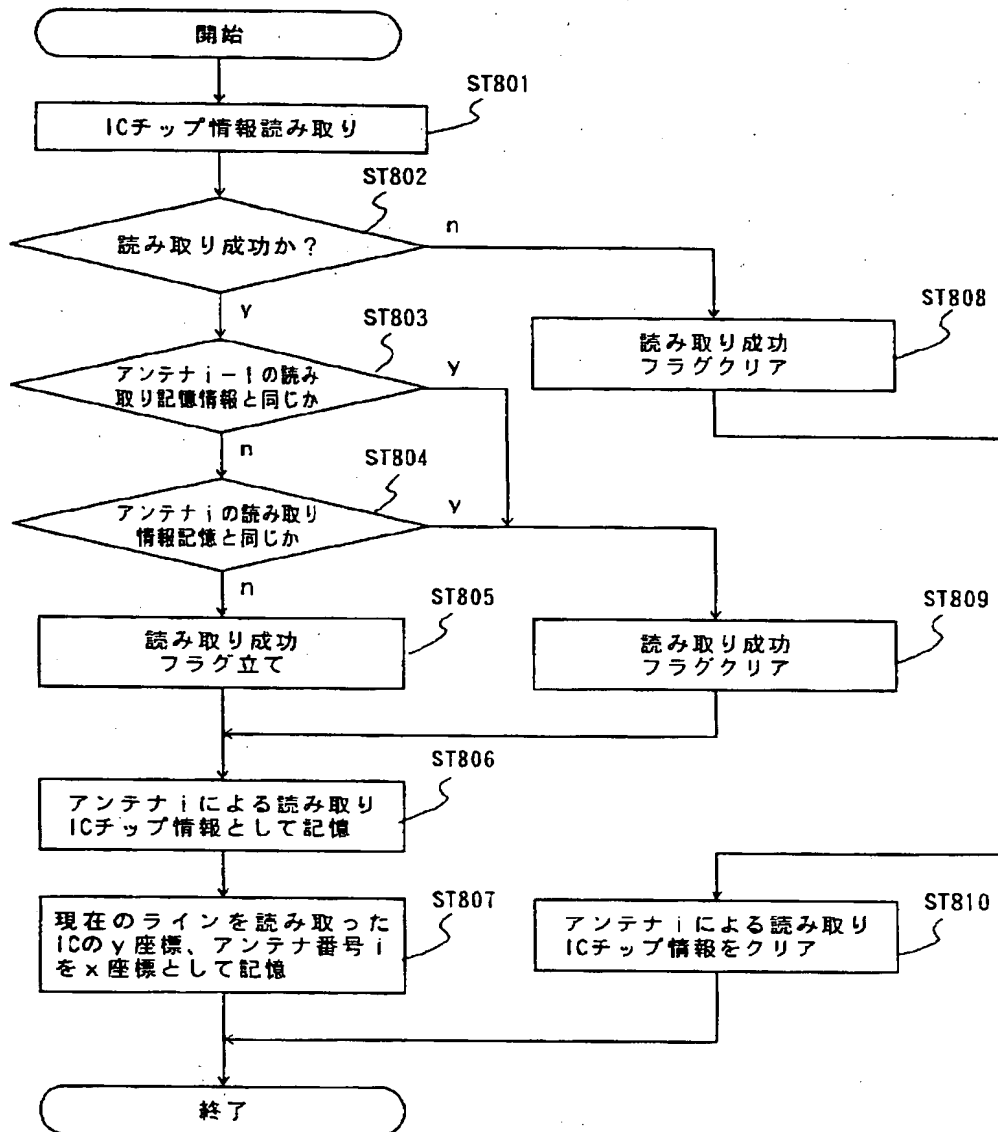 開始
ST801
ICチップ情報読み取り
ST802
読み取り成功か?
n
y
ST808
読み取り成功
フラグクリア
ST803
アンテナi-1の読み
取り記憶情報と同じか
y
n
ST804
アンテナiの読み取り
情報記憶と同じか
y
n
ST805
読み取り成功
フラグ立て
ST809
読み取り成功
フラグクリア
ST806
アンテナiによる読み取り
ICチップ情報として記憶
ST807
現在のラインを読み取った
ICのy座標、アンテナ番号i
をx座標として記憶
ST810
アンテナiによる読み取り
ICチップ情報をクリア
終了